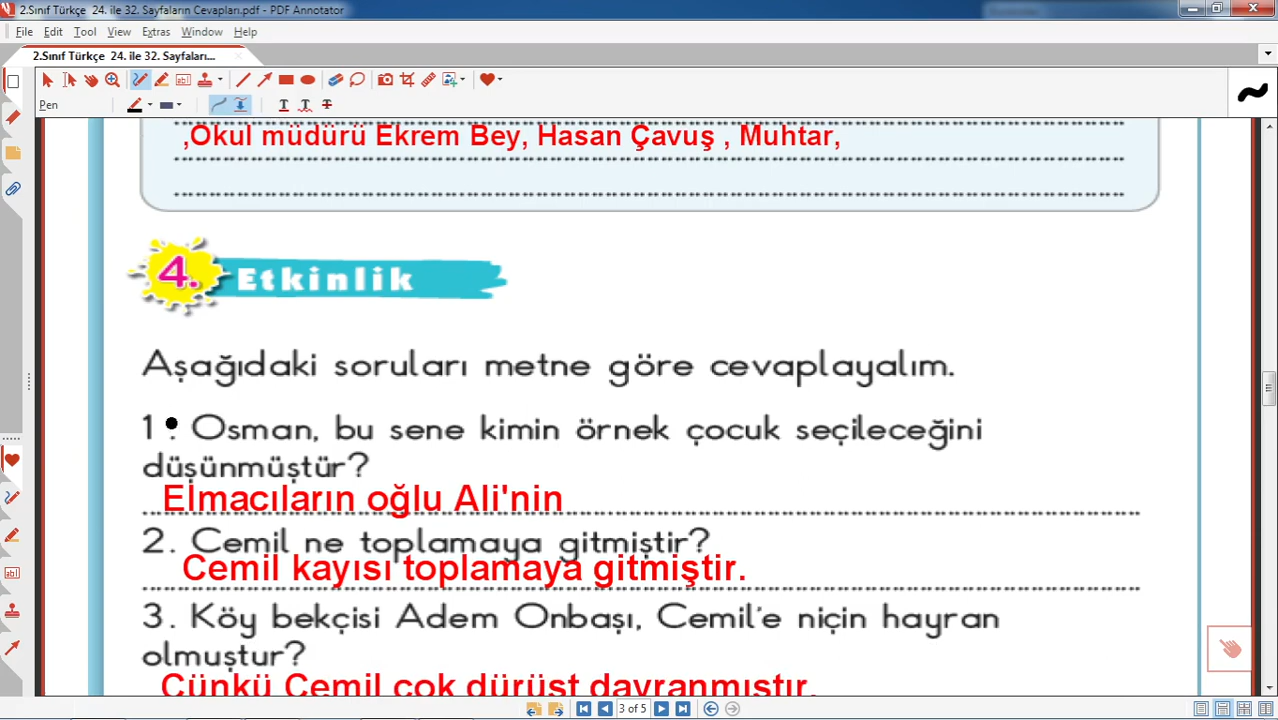 2.Sınıf Türkçe 24. ile 32. Sayfaların Cevapları.pdf - PDF Annotator
File Edit Tool View Extras Window Help
2.Sınıf Türkçe 24. ile 32. Sayfaları...
Pen
,Okul müdürü Ekrem Bey, Hasan Çavuş , Muhtar,
4. Etkinlik
Aşağıdaki soruları metne göre cevaplayalım.
1 . Osman, bu sene kimin örnek çocuk seçileceğini
düşünmüştür?
Elmacıların oğlu Ali'nin
2. Cemil ne toplamaya gitmiştir?
Cemil kayısı toplamaya gitmiştir.
3. Köy bekçisi Adem Onbaşı, Cemil'e niçin hayran
olmuştur?
Çünkü Cemil çok dürüst davranmıştır.
3 of 5